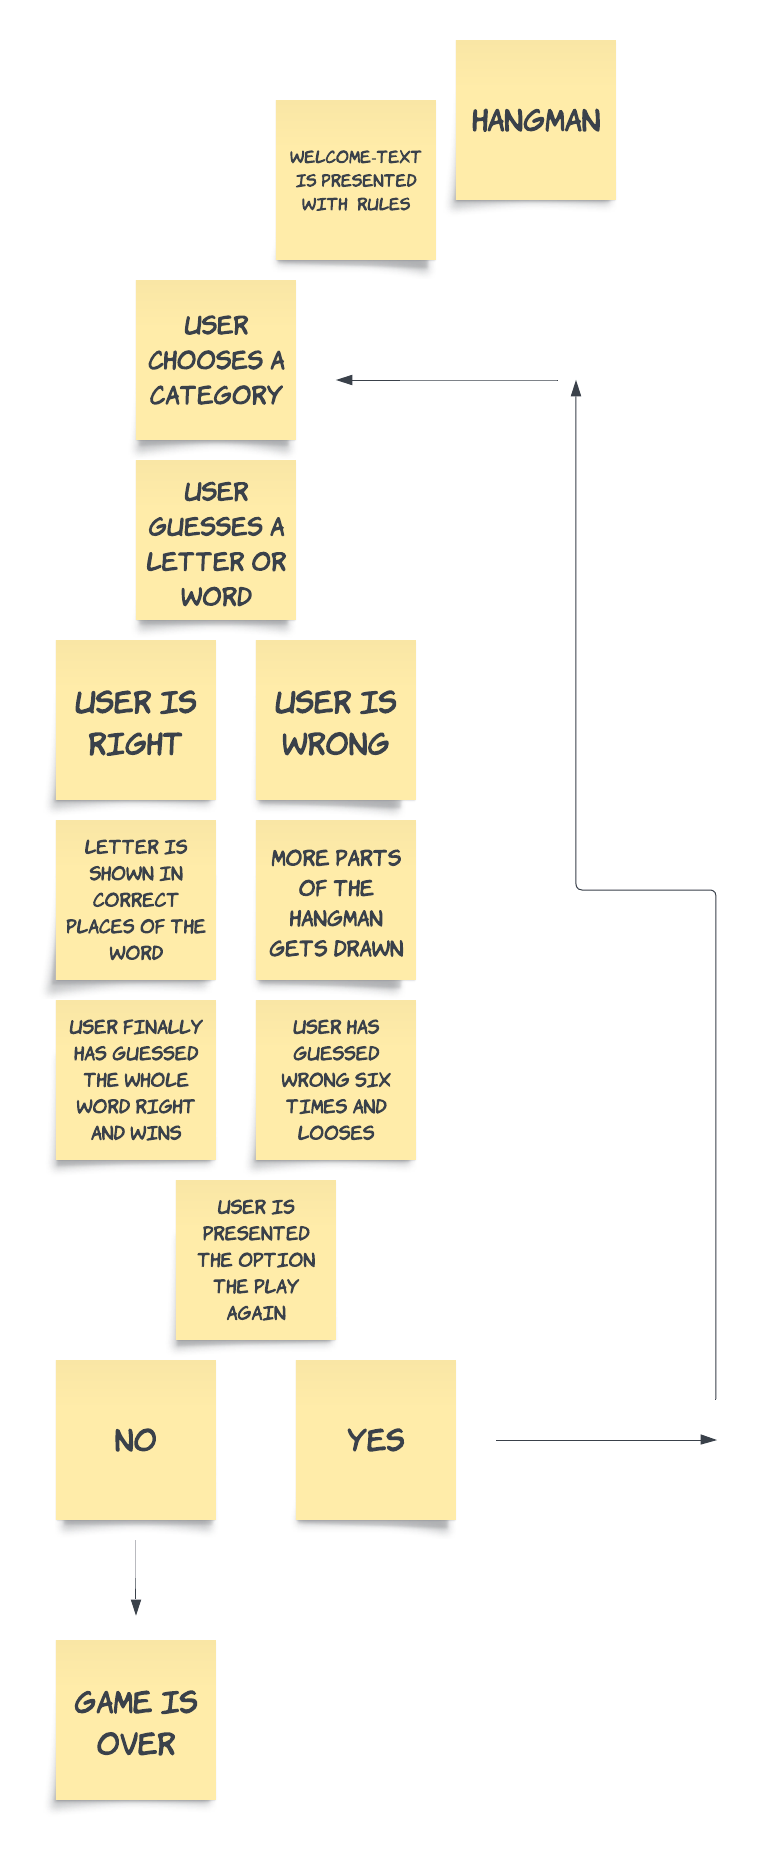 HANGMAN
WELCOME-TEXT
IS PRESENTED
WITH RULES
USER
CHOOSES A
CATEGORY
USER
GUESSES A
LETTER OR
WORD
USER IS
RIGHT
USER IS
WRONG
LETTER IS
SHOWN IN
CORRECT
PLACES OF THE
WORD
MORE PARTS
OF THE
HANGMAN
GETS DRAWN
USER FINALLY
HAS GUESSED
THE WHOLE
WORD RIGHT
AND WINS
USER HAS
GUESSED
WRONG SIX
TIMES AND
LOOSES
USER IS
PRESENTED
THE OPTION
THE PLAY
AGAIN
NO
YES
GAME IS
OVER